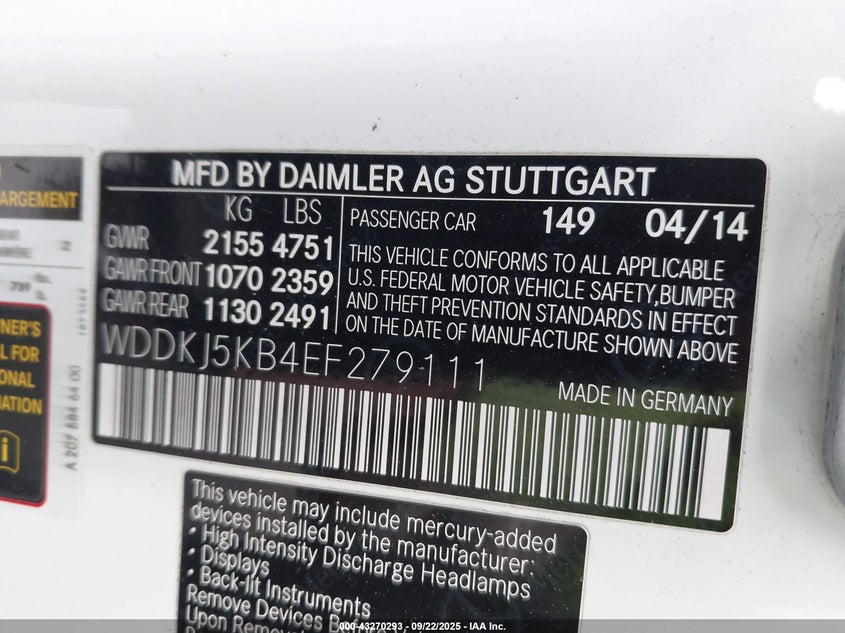 MFD BY DAIMLER AG STUTTGART
KG LBS
GVWR 2155 4751
GAWR FRONT 1070 2359
GAWR REAR 1130 2491
PASSENGER CAR 149 04/14
THIS VEHICLE CONFORMS TO ALL APPLICABLE
U.S. FEDERAL MOTOR VEHICLE SAFETY, BUMPER
AND THEFT PREVENTION STANDARDS IN EFFECT
ON THE DATE OF MANUFACTURE SHOWN ABOVE
WDDKJ5KB4EF279111
MADE IN GERMANY
This vehicle may include mercury-added
devices installed by the manufacturer:
• High Intensity Discharge Headlamps
• Displays
• Back-lit Instruments
Remove Devices
Upon
ARGEMENT
2
NER'S
L FOR
ONAL
ATION
i
A 207 584 64 00
000-43270293 - 09/22/2025 - IAA Inc.